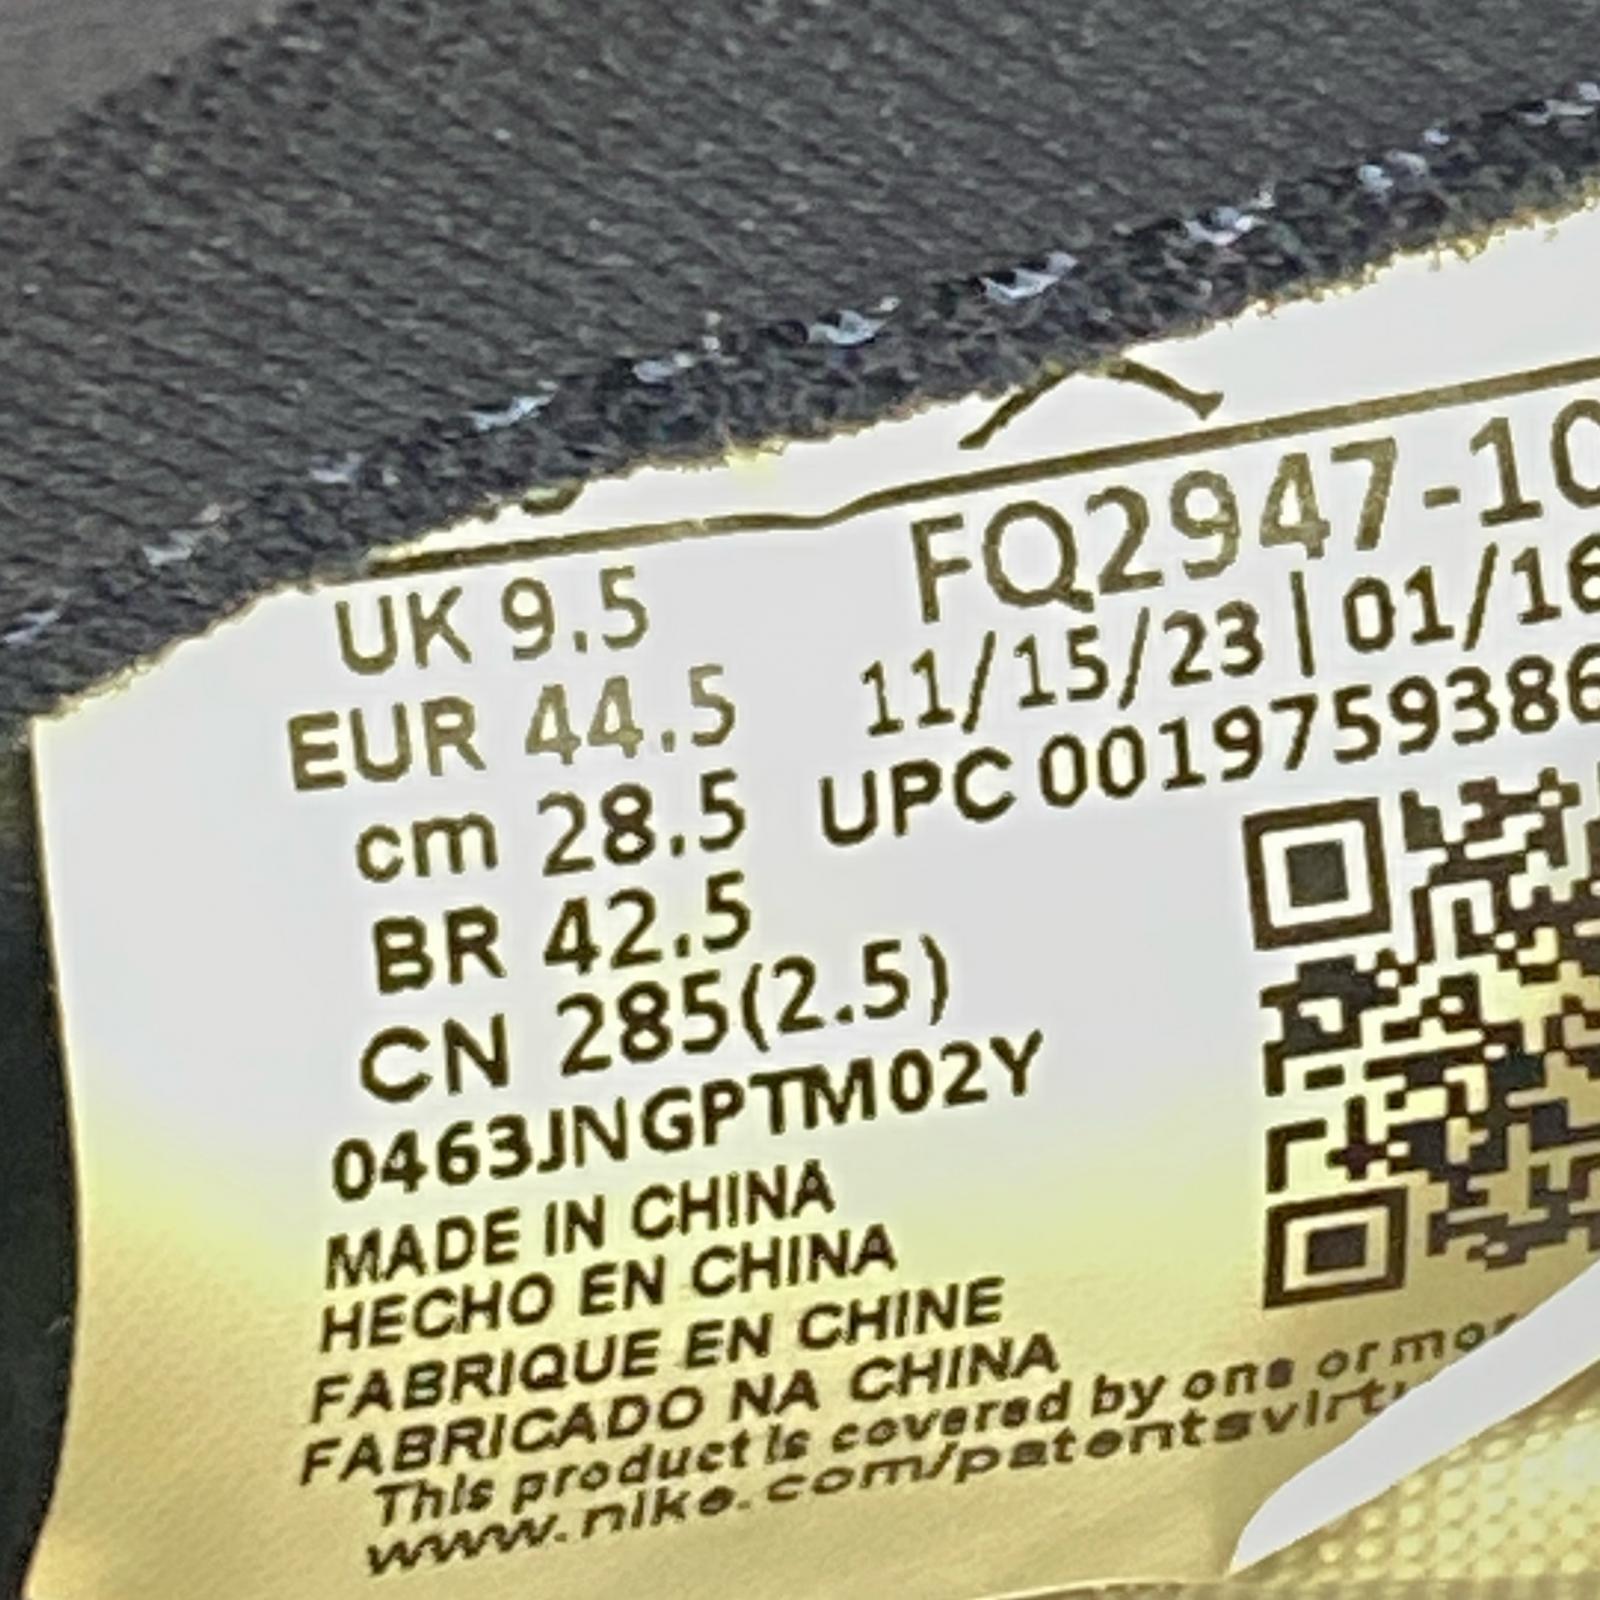 UK 9.5
EUR 44.5
cm 28.5
BR 42.5
CN 285(2.5)
0463JNGPTM02Y
MADE IN CHINA
HECHO EN CHINA
FABRIQUE EN CHINE
FABRICADO NA CHINA
This product is covered by one or mor
www.nike.com/patentsvirtu
FQ2947-10
11/15/23|01/16
UPC 0019759386